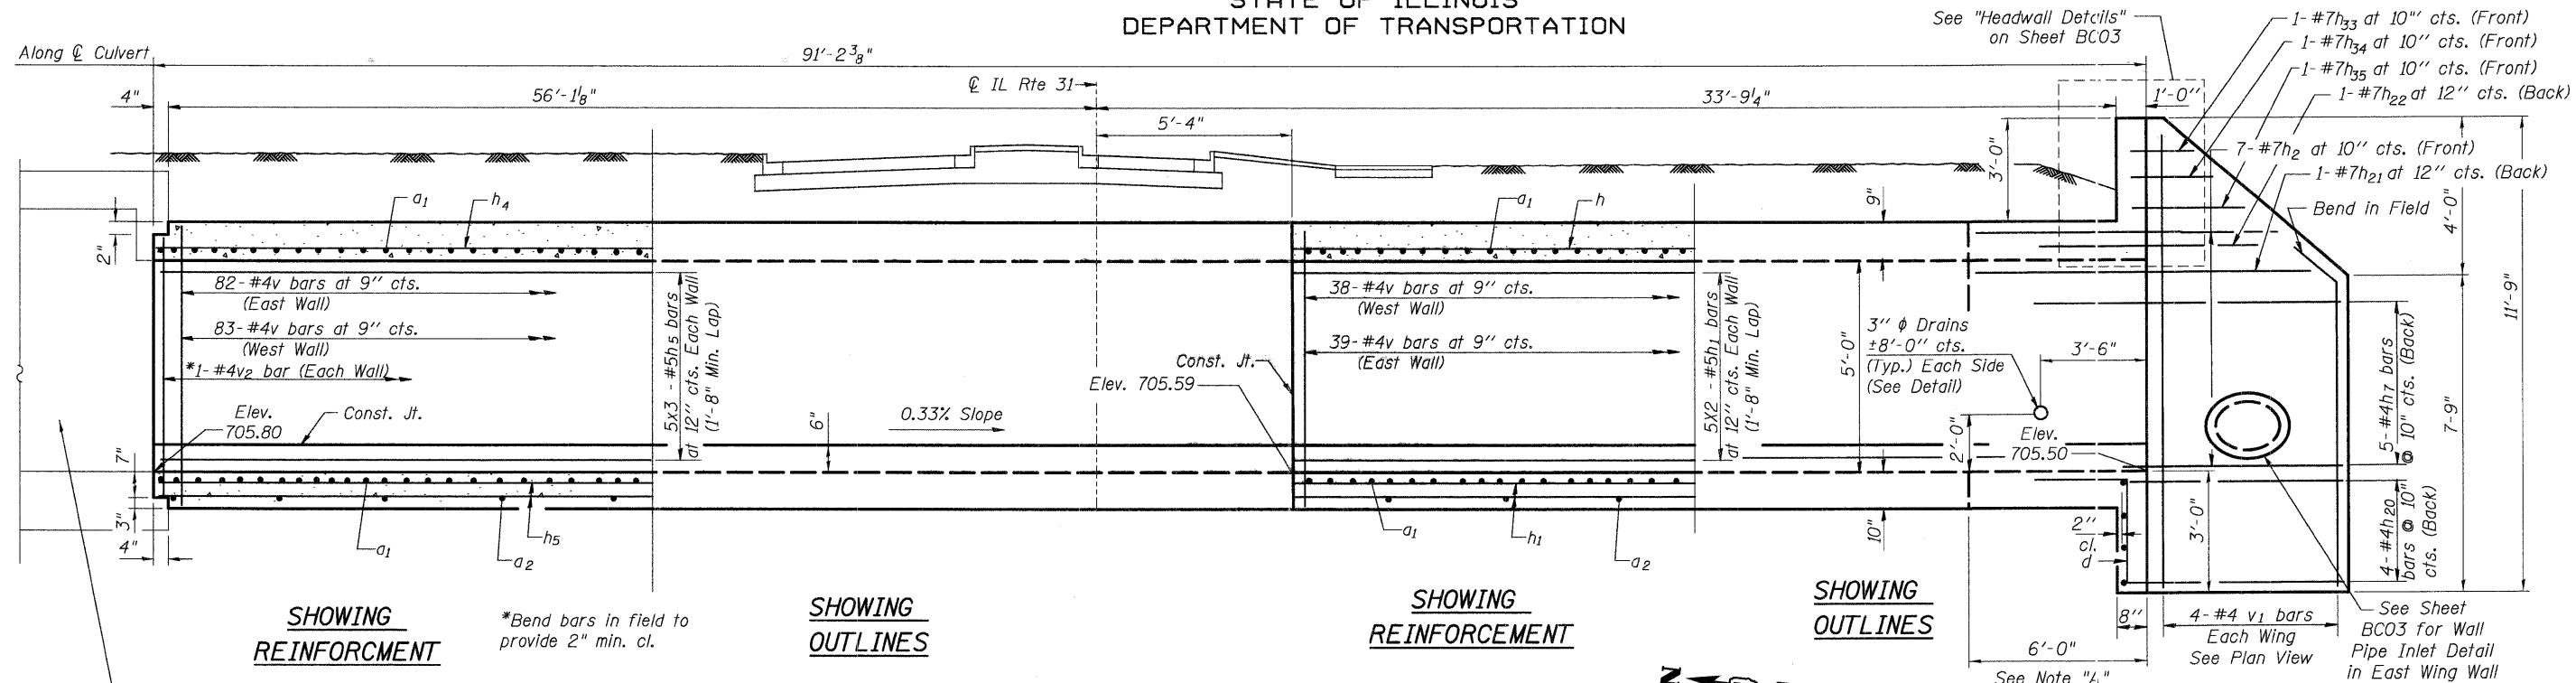 STATE OF ILLINOIS
DEPARTMENT OF TRANSPORTATION
See "Headwall Details"
on Sheet BC03
1-#7h33 at 10"' cts. (Front)
1-#7h34 at 10" cts. (Front)
1-#7h35 at 10" cts. (Front)
1-#7h22 at 12" cts. (Back)
7-#7h2 at 10" cts. (Front)
1-#7h21 at 12" cts. (Back)
Bend in Field
Along ℄ Culvert
91'-2 3/8"
℄ IL Rte 31
4"
56'-1 1/8"
33'-9 1/4"
1'-0"
5'-4"
3'-0"
9"
4'-0"
11'-9"
a1
h4
a1
h
2"
82-#4v bars at 9" cts.
(East Wall)
83-#4v bars at 9" cts.
(West Wall)
*1-#4v2 bar (Each Wall)
Elev.
705.80
Const. Jt.
5x3 - #5h5 bars
at 12" cts. Each Wall
(1'-8" Min. Lap)
6"
0.33% Slope
Const. Jt.
Elev. 705.59
38-#4v bars at 9" cts.
(West Wall)
39-#4v bars at 9" cts.
(East Wall)
5X2 - #5h1 bars
at 12" cts. Each Wall
(1'-8" Min. Lap)
5'-0"
3" ϕ Drains
±8'-0" cts.
(Typ.) Each Side
(See Detail)
3'-6"
2'-0"
Elev.
705.50
5-#4h7 bars
@ 10" cts. (Back)
7'-9"
7"
3"
4"
a1
h5
a2
a1
h1
a2
10"
2"
cl.
d
3'-0"
4-#4h20
bars @ 10"
cts. (Back)
8"
4-#4 v1 bars
Each Wing
See Plan View
See Sheet
BC03 for Wall
Pipe Inlet Detail
in East Wing Wall
6'-0"
See Note "A"
SHOWING
REINFORCMENT
*Bend bars in field to
provide 2" min. cl.
SHOWING
OUTLINES
SHOWING
REINFORCEMENT
SHOWING
OUTLINES
N